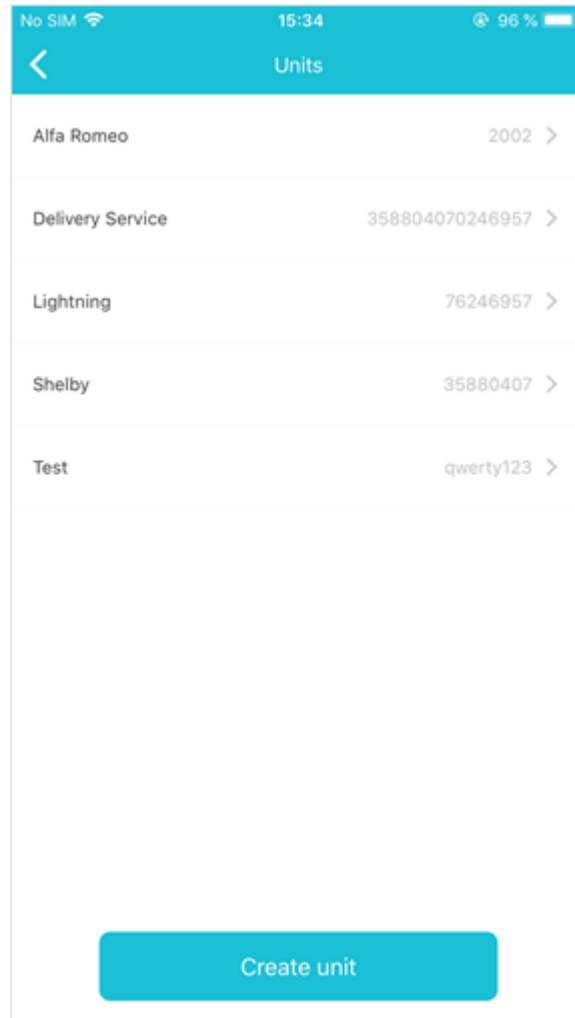 No SIM 15:34 96 %
Units
Alfa Romeo 2002
Delivery Service 358804070246957
Lightning 76246957
Shelby 35880407
Test qwerty123
Create unit